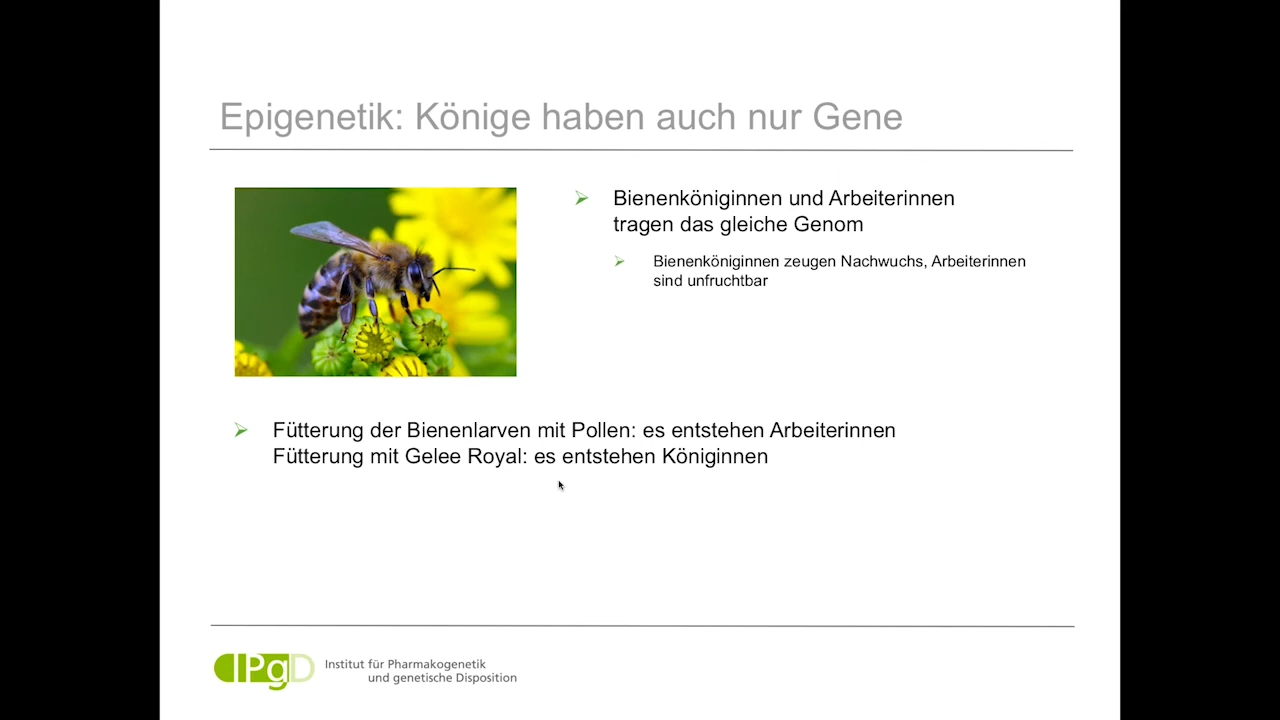 Epigenetik: Könige haben auch nur Gene
Bienenköniginnen und Arbeiterinnen
tragen das gleiche Genom
Bienenköniginnen zeugen Nachwuchs, Arbeiterinnen
sind unfruchtbar
Fütterung der Bienenlarven mit Pollen: es entstehen Arbeiterinnen
Fütterung mit Gelee Royal: es entstehen Königinnen
IPgD
Institut für Pharmakogenetik
und genetische Disposition